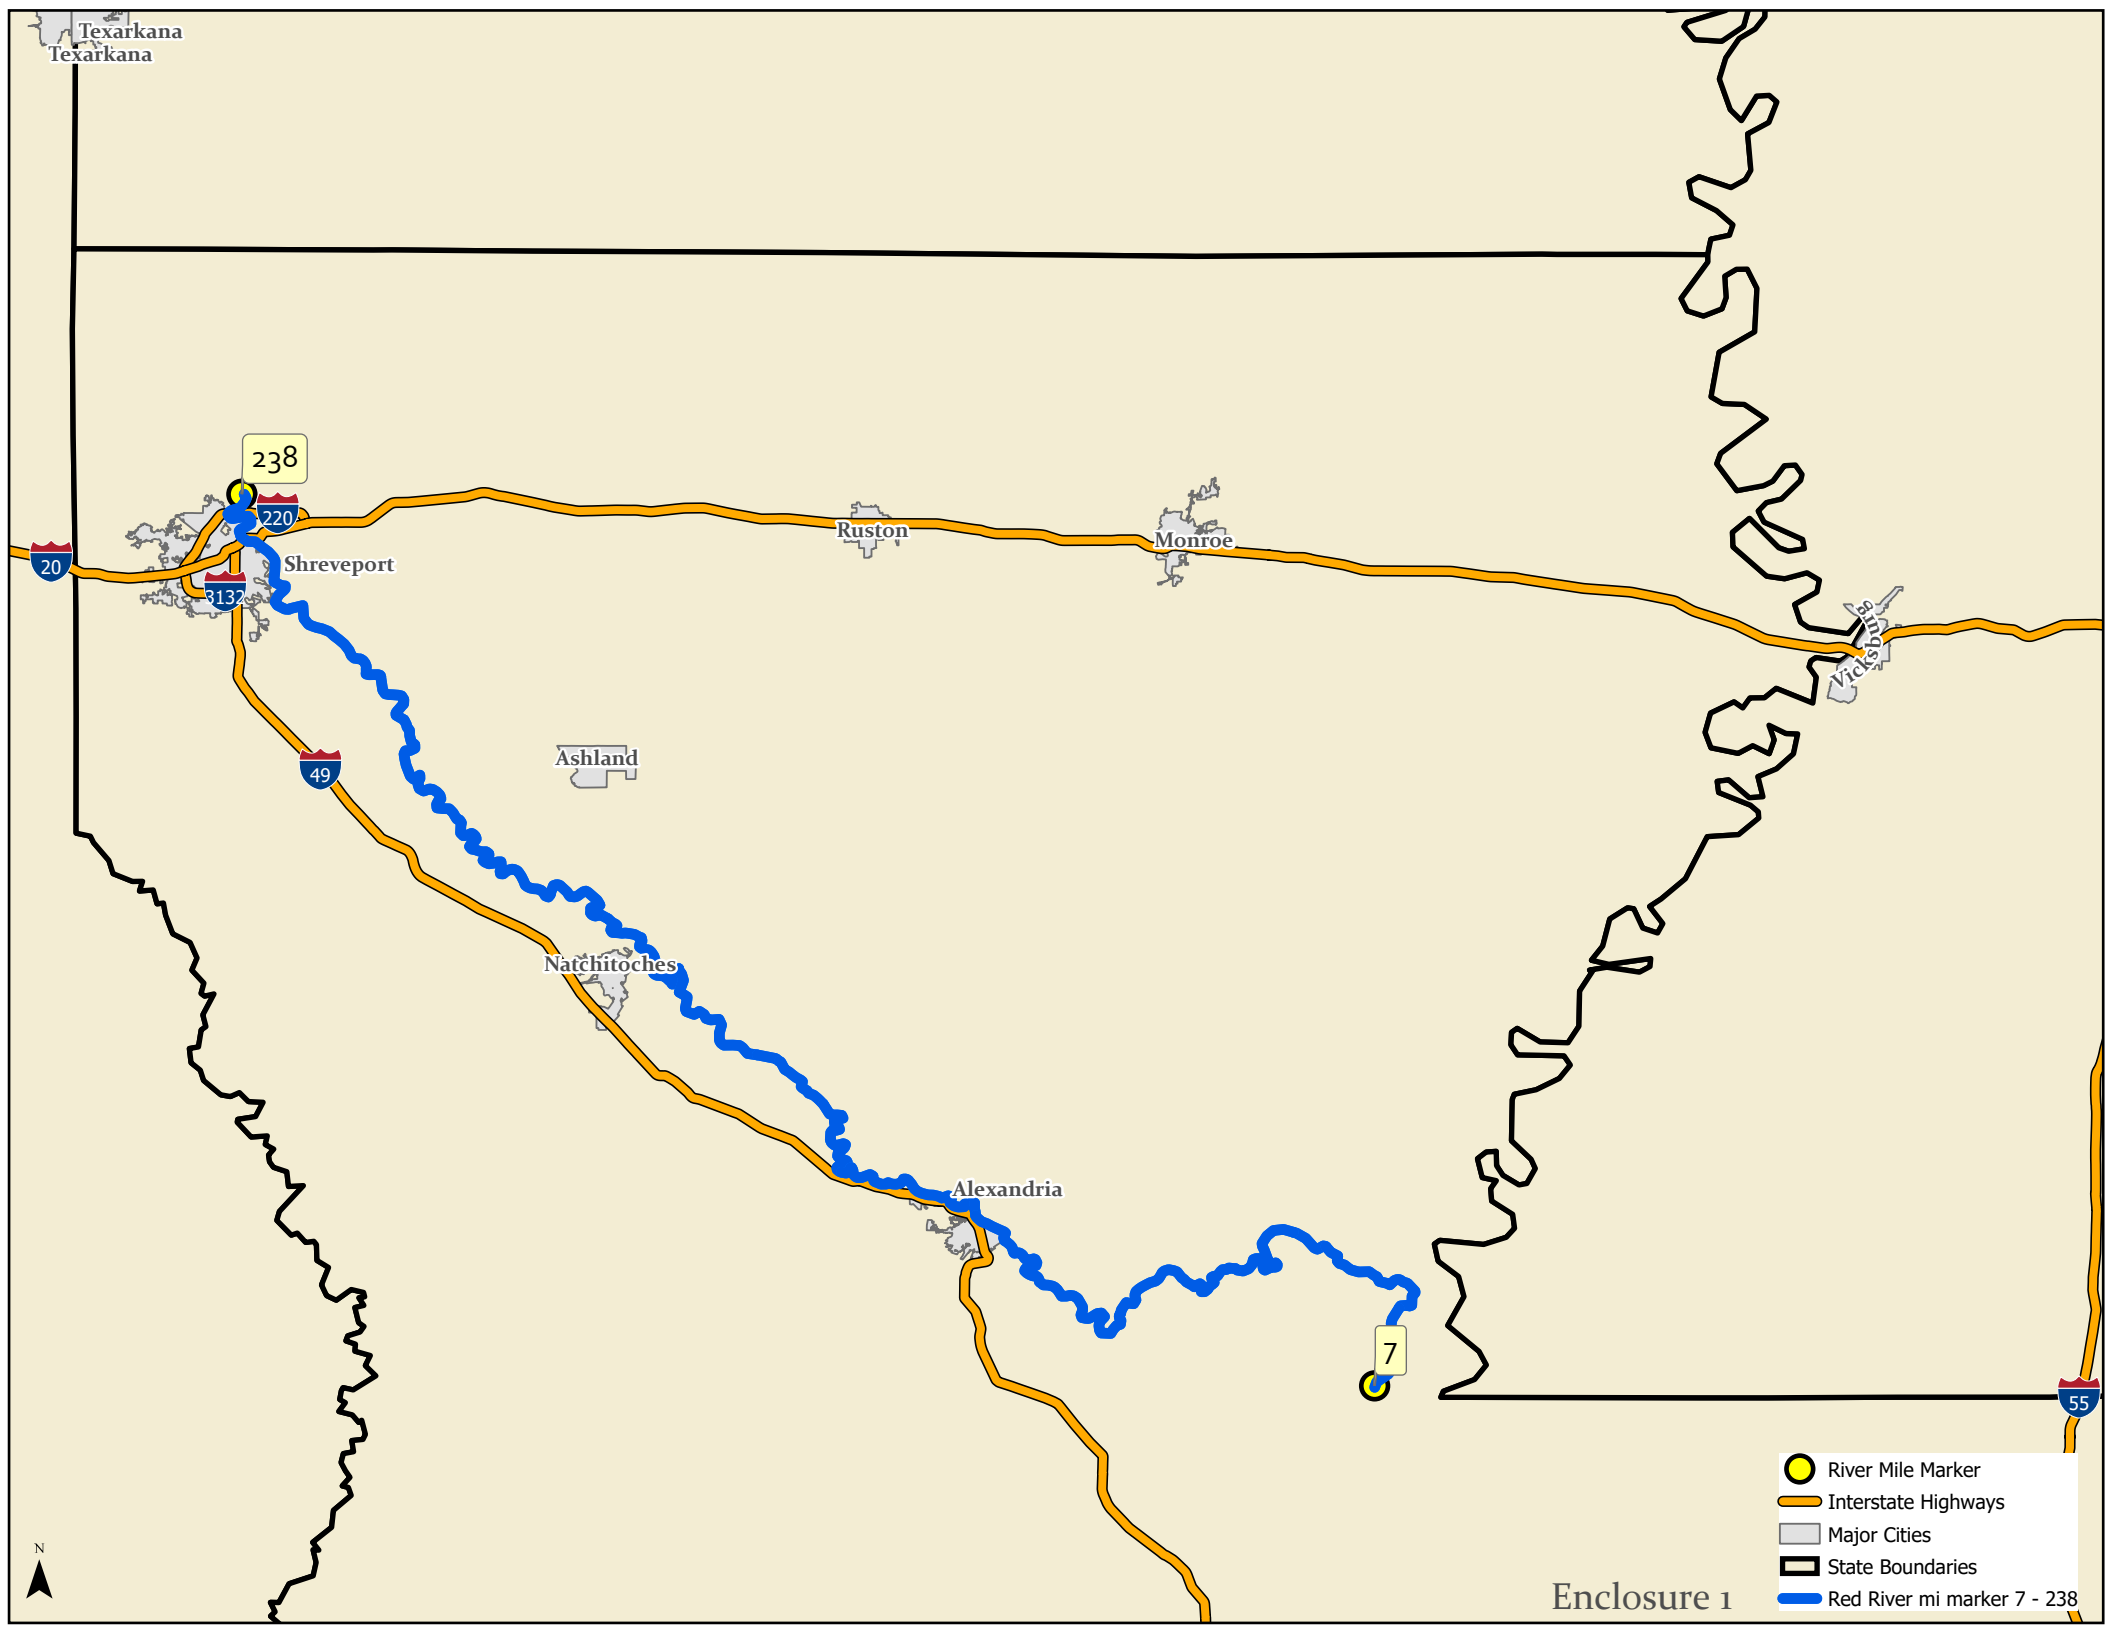 Texarkana
Texarkana
238
220
Shreveport
20
3132
Ruston
Monroe
Vicksburg
49
Ashland
Natchitoches
Alexandria
7
55
River Mile Marker
Interstate Highways
Major Cities
State Boundaries
Red River mi marker 7 - 238
N
Enclosure 1